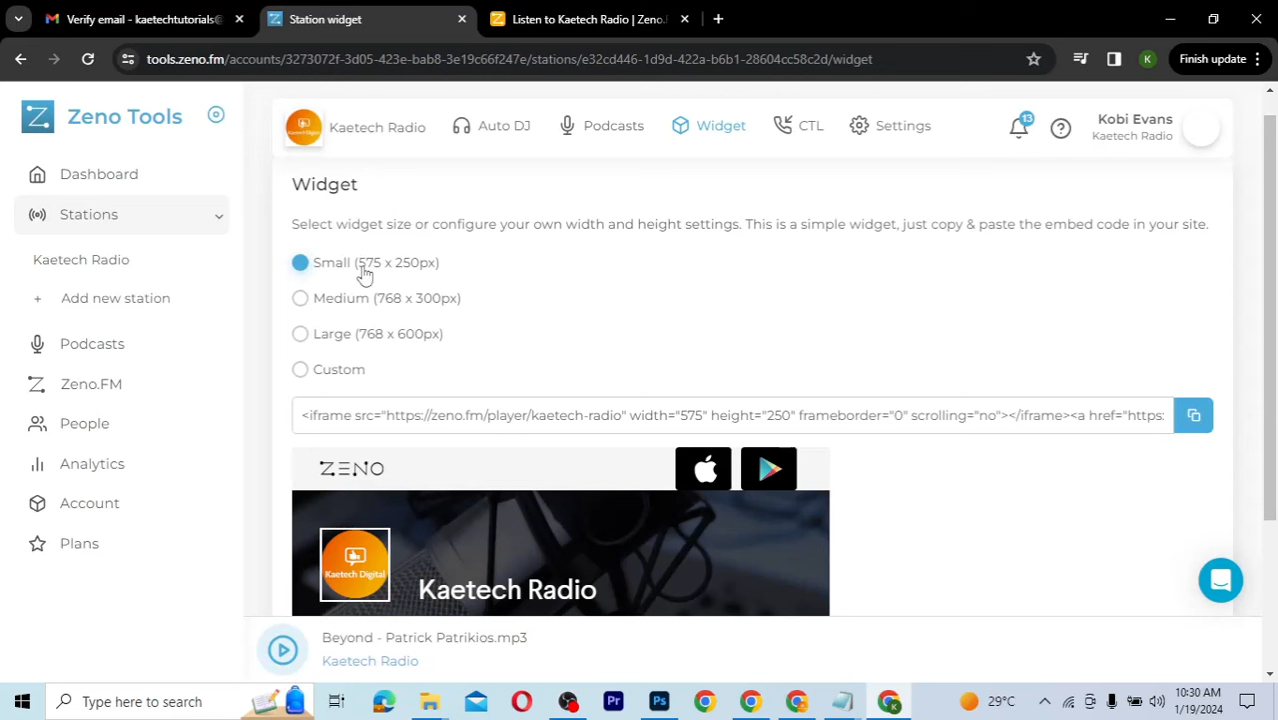 Verify email - kaetechtutorials@
Station widget
Listen to Kaetech Radio | Zeno.F
tools.zeno.fm/accounts/3273072f-3d05-423e-bab8-3e19c66f247e/stations/e32cd446-1d9d-422a-b6b1-28604cc58c2d/widget
K
Finish update
Zeno Tools
Kaetech Radio
Auto DJ
Podcasts
Widget
CTL
Settings
13
Kobi Evans
Kaetech Radio
Dashboard
Stations
Kaetech Radio
+ Add new station
Podcasts
Zeno.FM
People
Analytics
Account
Plans
Widget
Select widget size or configure your own width and height settings. This is a simple widget, just copy & paste the embed code in your site.
Small (575 x 250px)
Medium (768 x 300px)
Large (768 x 600px)
Custom
<iframe src="https://zeno.fm/player/kaetech-radio" width="575" height="250" frameborder="0" scrolling="no"></iframe><a href="https:
ZENO
Kaetech Digital
Kaetech Radio
Beyond - Patrick Patrikios.mp3
Kaetech Radio
Type here to search
Pr
Ps
K
29°C
10:30 AM
1/19/2024